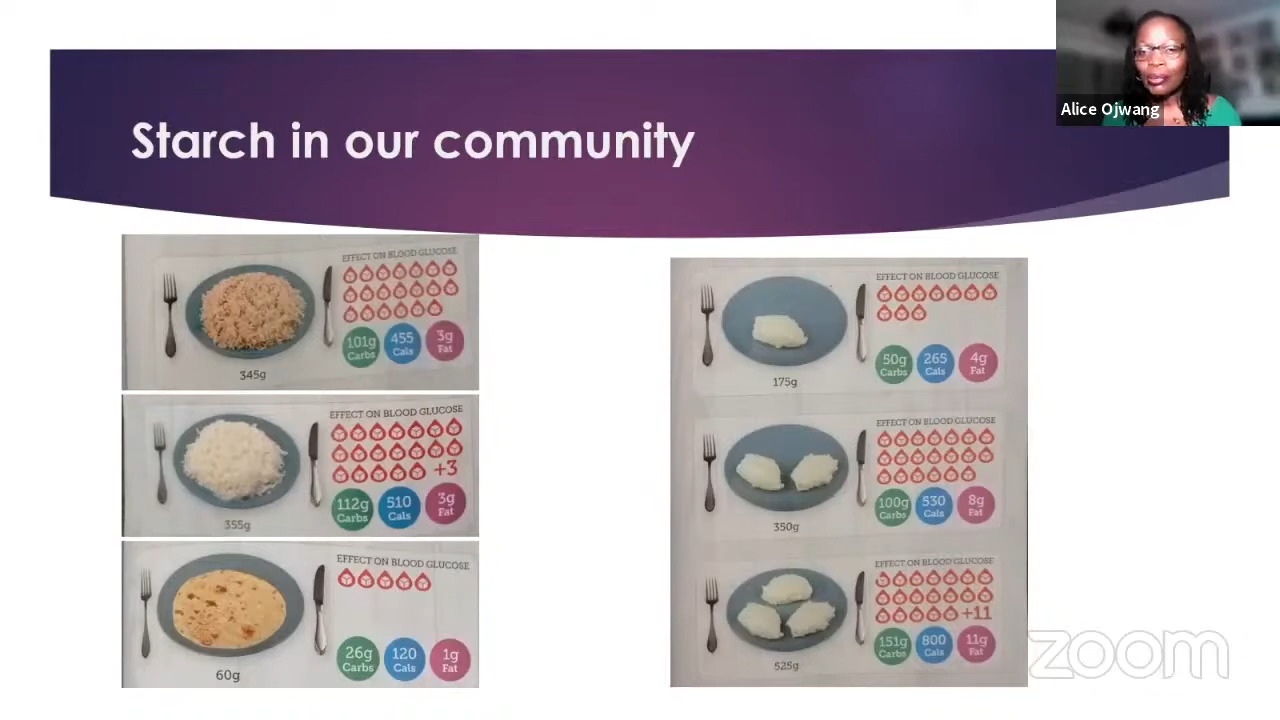 Alice Ojwang
Starch in our community
EFFECT ON BLOOD GLUCOSE
101g Carbs
455 Cals
3g Fat
345g
EFFECT ON BLOOD GLUCOSE
+3
112g Carbs
510 Cals
3g Fat
355g
EFFECT ON BLOOD GLUCOSE
26g Carbs
120 Cals
1g Fat
60g
EFFECT ON BLOOD GLUCOSE
50g Carbs
265 Cals
4g Fat
175g
EFFECT ON BLOOD GLUCOSE
100g Carbs
530 Cals
8g Fat
350g
EFFECT ON BLOOD GLUCOSE
+11
151g Carbs
800 Cals
11g Fat
525g
zoom